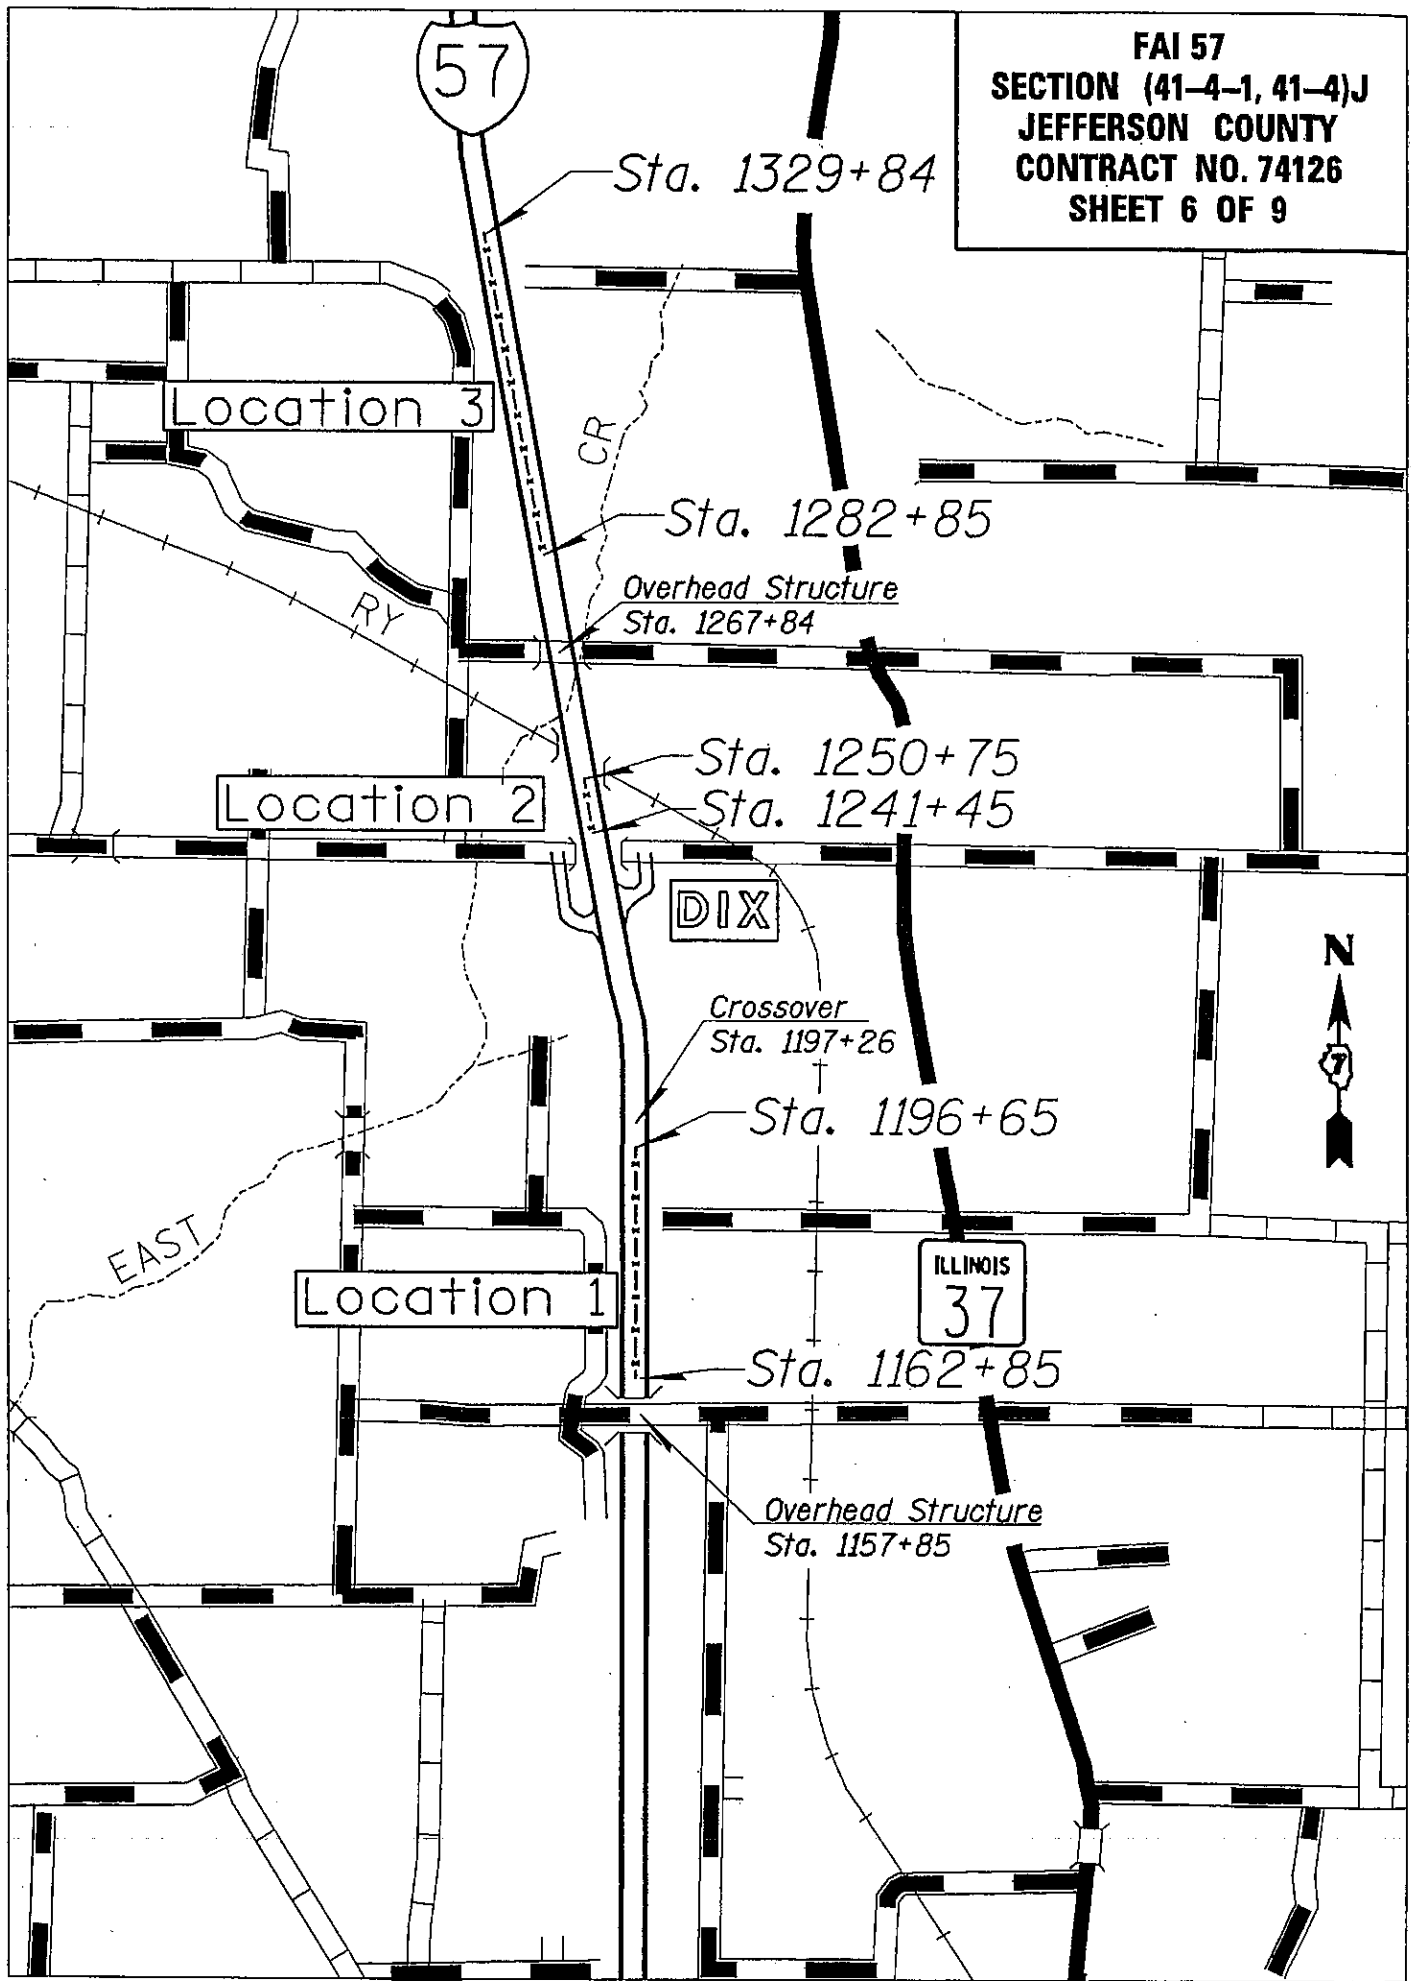 FAI 57
SECTION (41-4-1, 41-4)J
JEFFERSON COUNTY
CONTRACT NO. 74126
SHEET 6 OF 9
57
Sta. 1329+84
Location 3
CR
Sta. 1282+85
Overhead Structure
Sta. 1267+84
RY
Sta. 1250+75
Location 2
Sta. 1241+45
DIX
N
7
Crossover
Sta. 1197+26
Sta. 1196+65
EAST
ILLINOIS
37
Location 1
Sta. 1162+85
Overhead Structure
Sta. 1157+85